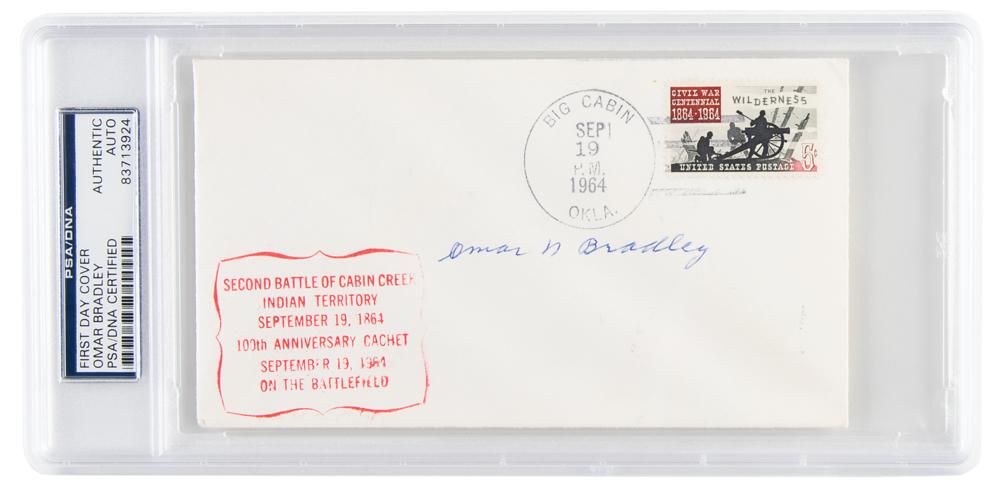 PSA/DNA
FIRST DAY COVER
OMAR BRADLEY
PSA/DNA CERTIFIED
AUTHENTIC
AUTO
83713924
BIG CABIN
SEP
19
P.M.
1964
OKLA.
CIVIL WAR
CENTENNIAL
1864-1964
THE
WILDERNESS
5¢
UNITED STATES POSTAGE
Omar N Bradley
SECOND BATTLE OF CABIN CREEK
INDIAN TERRITORY
SEPTEMBER 19, 1864
100th ANNIVERSARY CACHET
SEPTEMBER 19, 1964
ON THE BATTLEFIELD